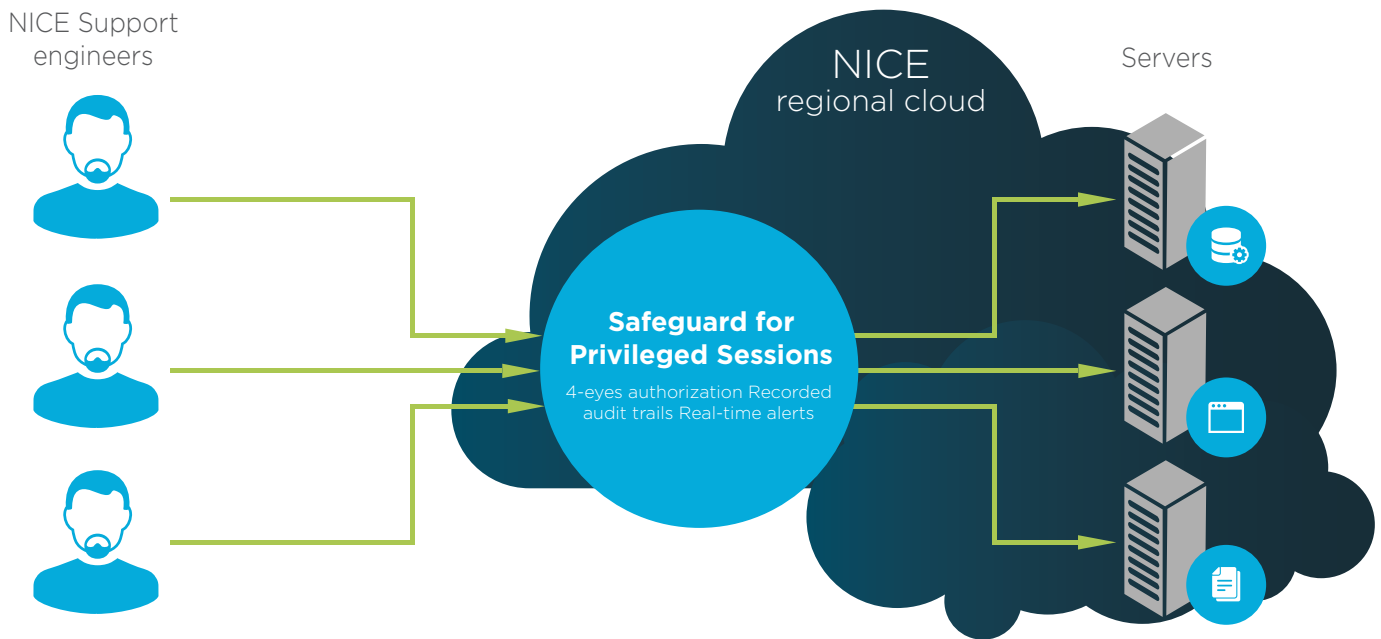 NICE Support
engineers
NICE
regional cloud
Servers
Safeguard for
Privileged Sessions
4-eyes authorization Recorded
audit trails Real-time alerts